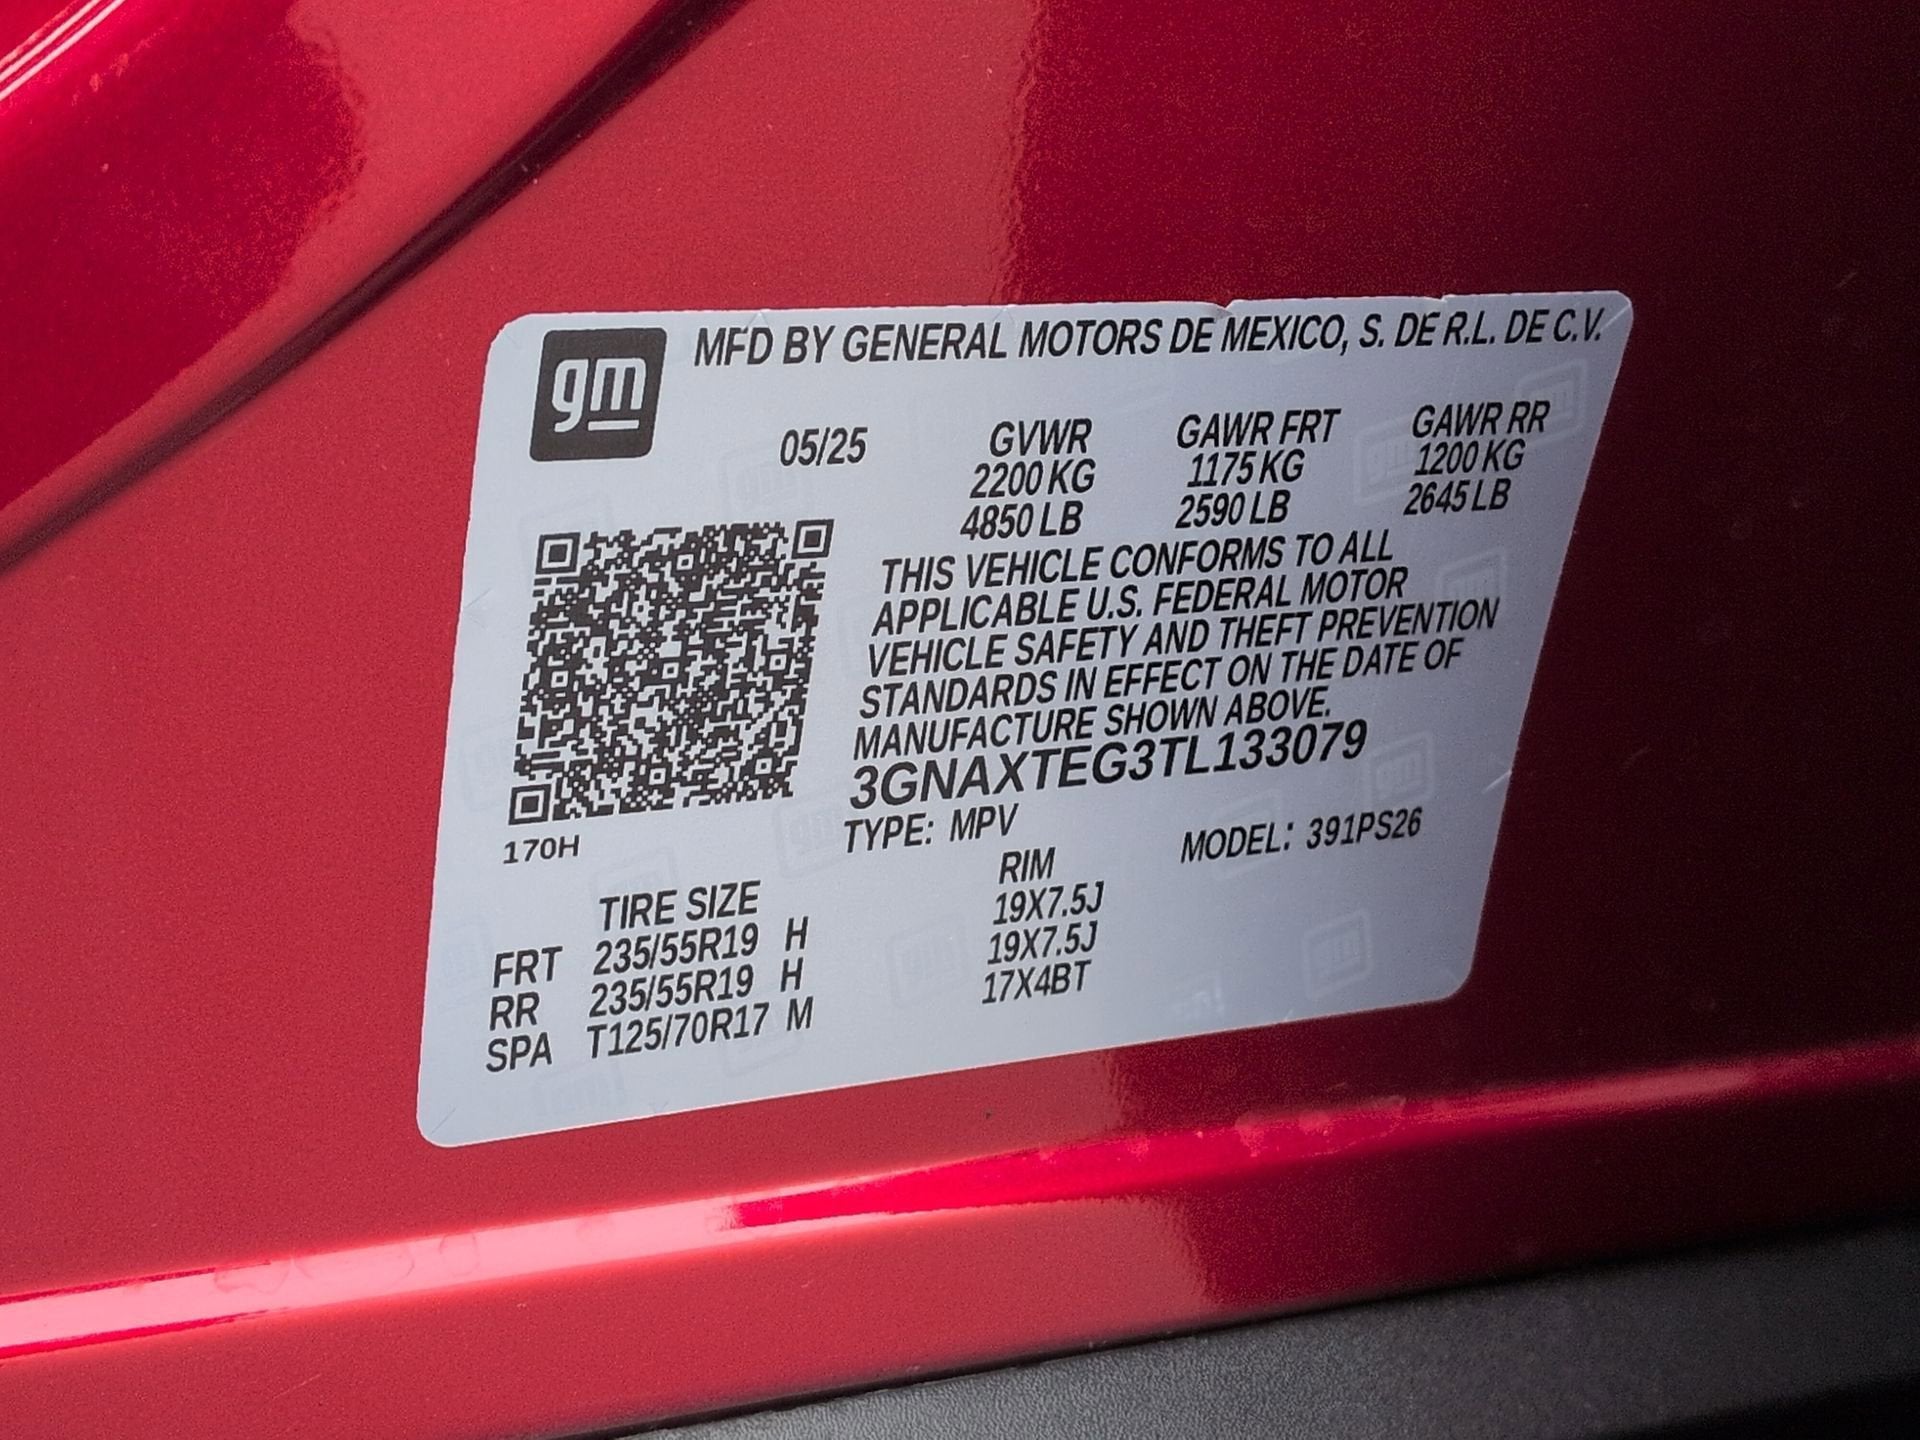 gm MFD BY GENERAL MOTORS DE MEXICO, S. DE R.L. DE C.V.
05/25 GVWR GAWR FRT GAWR RR
2200 KG 1175 KG 1200 KG
4850 LB 2590 LB 2645 LB
THIS VEHICLE CONFORMS TO ALL
APPLICABLE U.S. FEDERAL MOTOR
VEHICLE SAFETY AND THEFT PREVENTION
STANDARDS IN EFFECT ON THE DATE OF
MANUFACTURE SHOWN ABOVE.
3GNAXTEG3TL133079
170H
TYPE: MPV MODEL: 391PS26
TIRE SIZE RIM
FRT 235/55R19 H 19X7.5J
RR 235/55R19 H 19X7.5J
SPA T125/70R17 M 17X4BT